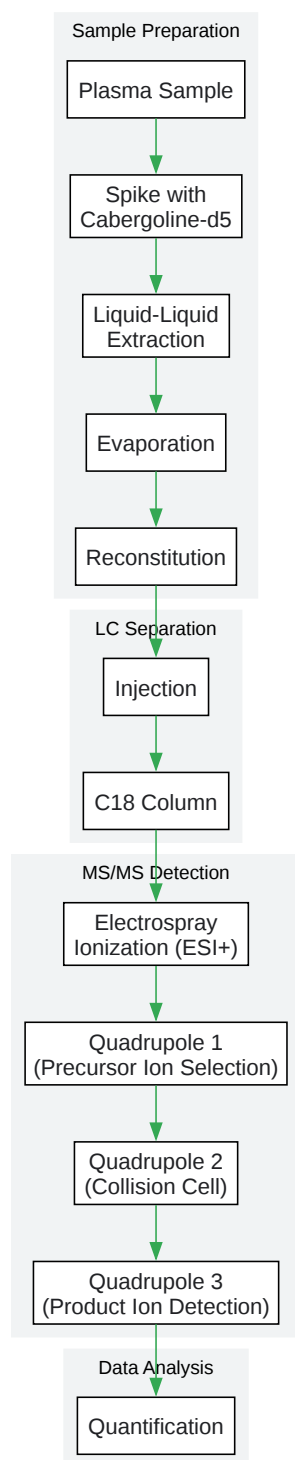 Sample Preparation
Plasma Sample
Spike with
Cabergoline-d5
Liquid-Liquid
Extraction
Evaporation
Reconstitution
LC Separation
Injection
C18 Column
MS/MS Detection
Electrospray
Ionization (ESI+)
Quadrupole 1
(Precursor Ion Selection)
Quadrupole 2
(Collision Cell)
Quadrupole 3
(Product Ion Detection)
Data Analysis
Quantification